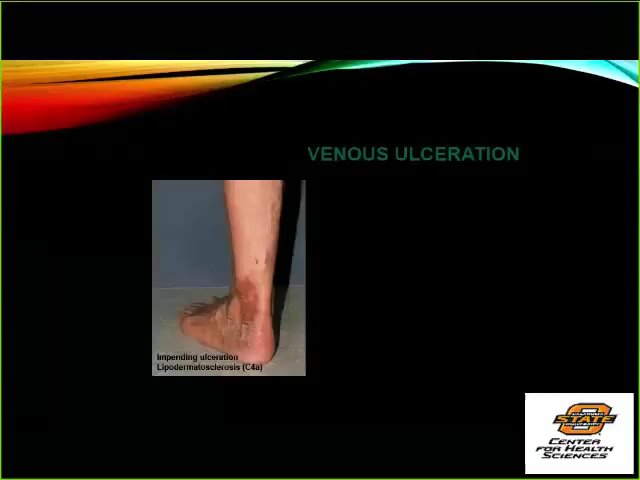 VENOUS ULCERATION
Impending ulceration
Lipodermatosclerosis (C4a)
STATE
CENTER
FOR HEALTH
SCIENCES